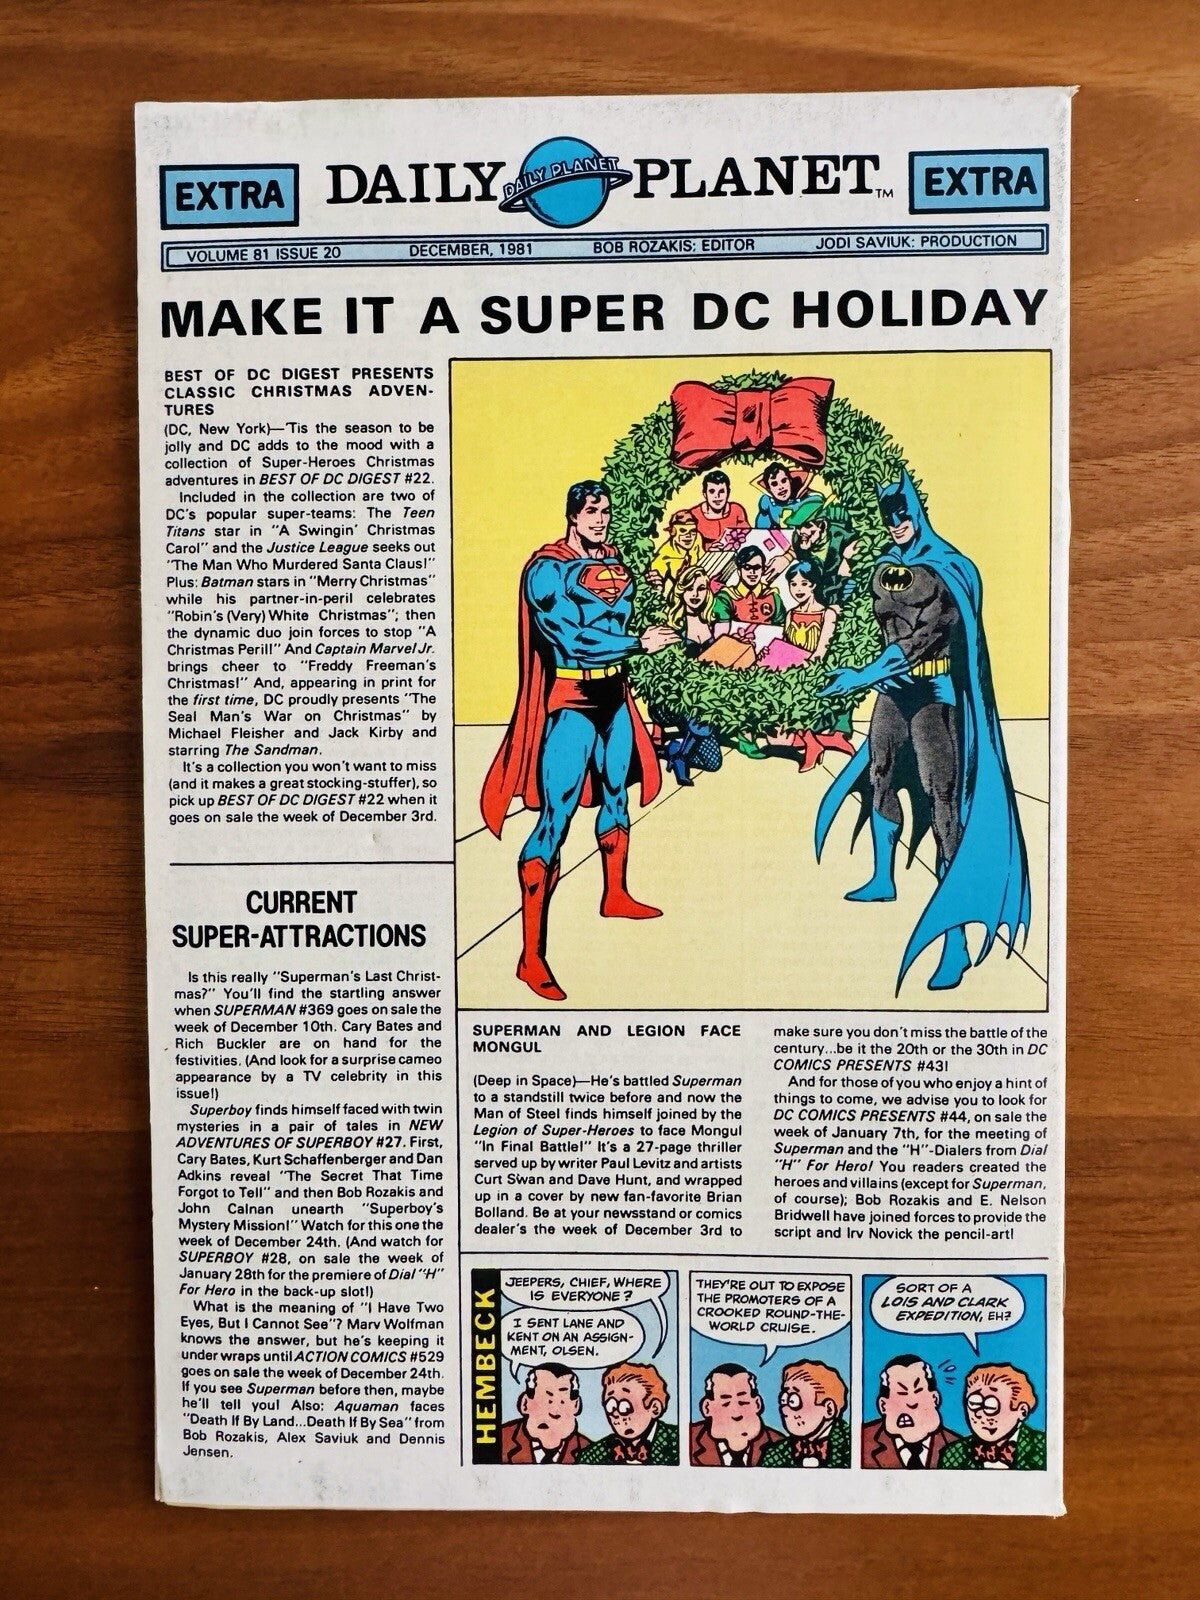 EXTRA
DAILY PLANET
DAILY PLANET™
EXTRA
VOLUME 81 ISSUE 20 DECEMBER, 1981 BOB ROZAKIS: EDITOR JODI SAVIUK: PRODUCTION
MAKE IT A SUPER DC HOLIDAY
BEST OF DC DIGEST PRESENTS
CLASSIC CHRISTMAS ADVEN-
TURES
(DC, New York)—'Tis the season to be
jolly and DC adds to the mood with a
collection of Super-Heroes Christmas
adventures in BEST OF DC DIGEST #22.
Included in the collection are two of
DC's popular super-teams: The Teen
Titans star in "A Swingin' Christmas
Carol" and the Justice League seeks out
"The Man Who Murdered Santa Claus!"
Plus: Batman stars in "Merry Christmas"
while his partner-in-peril celebrates
"Robin's (Very) White Christmas"; then
the dynamic duo join forces to stop "A
Christmas Peril!" And Captain Marvel Jr.
brings cheer to "Freddy Freeman's
Christmas!" And, appearing in print for
the first time, DC proudly presents "The
Seal Man's War on Christmas" by
Michael Fleisher and Jack Kirby and
starring The Sandman.
It's a collection you won't want to miss
(and it makes a great stocking-stuffer), so
pick up BEST OF DC DIGEST #22 when it
goes on sale the week of December 3rd.
CURRENT
SUPER-ATTRACTIONS
Is this really "Superman's Last Christ-
mas?" You'll find the startling answer
when SUPERMAN #369 goes on sale the
week of December 10th. Cary Bates and
Rich Buckler are on hand for the
festivities. (And look for a surprise cameo
appearance by a TV celebrity in this
issue!)
Superboy finds himself faced with twin
mysteries in a pair of tales in NEW
ADVENTURES OF SUPERBOY #27. First,
Cary Bates, Kurt Schaffenberger and Dan
Adkins reveal "The Secret That Time
Forgot to Tell" and then Bob Rozakis and
John Calnan unearth "Superboy's
Mystery Mission!" Watch for this one the
week of December 24th. (And watch for
SUPERBOY #28, on sale the week of
January 28th for the premiere of Dial "H"
For Hero in the back-up slot!)
What is the meaning of "I Have Two
Eyes, But I Cannot See"? Marv Wolfman
knows the answer, but he's keeping it
under wraps until ACTION COMICS #529
goes on sale the week of December 24th.
If you see Superman before then, maybe
he'll tell you! Also: Aquaman faces
"Death If By Land...Death If By Sea" from
Bob Rozakis, Alex Saviuk and Dennis
Jensen.
SUPERMAN AND LEGION FACE
MONGUL
(Deep in Space)—He's battled Superman
to a standstill twice before and now the
Man of Steel finds himself joined by the
Legion of Super-Heroes to face Mongul
"In Final Battle!" It's a 27-page thriller
served up by writer Paul Levitz and artists
Curt Swan and Dave Hunt, and wrapped
up in a cover by new fan-favorite Brian
Bolland. Be at your newsstand or comics
dealer's the week of December 3rd to
make sure you don't miss the battle of the
century...be it the 20th or the 30th in DC
COMICS PRESENTS #43!
And for those of you who enjoy a hint of
things to come, we advise you to look for
DC COMICS PRESENTS #44, on sale the
week of January 7th, for the meeting of
Superman and the "H"-Dialers from Dial
"H" For Hero! You readers created the
heroes and villains (except for Superman,
of course); Bob Rozakis and E. Nelson
Bridwell have joined forces to provide the
script and Irv Novick the pencil-art!
HEMBECK
JEEPERS, CHIEF, WHERE
IS EVERYONE?
I SENT LANE AND
KENT ON AN ASSIGN-
MENT, OLSEN.
THEY'RE OUT TO EXPOSE
THE PROMOTERS OF A
CROOKED ROUND-THE-
WORLD CRUISE.
SORT OF A
LOIS AND CLARK
EXPEDITION, EH?